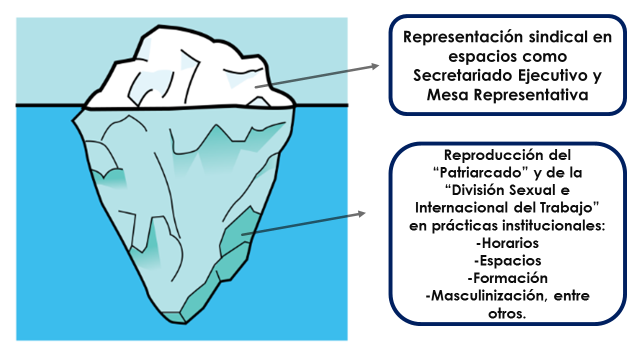 Representación sindical en
espacios como
Secretariado Ejecutivo y
Mesa Representativa
Reproducción del
“Patriarcado” y de la
“División Sexual e
Internacional del Trabajo”
en prácticas institucionales:
-Horarios
-Espacios
-Formación
-Masculinización, entre
otros.